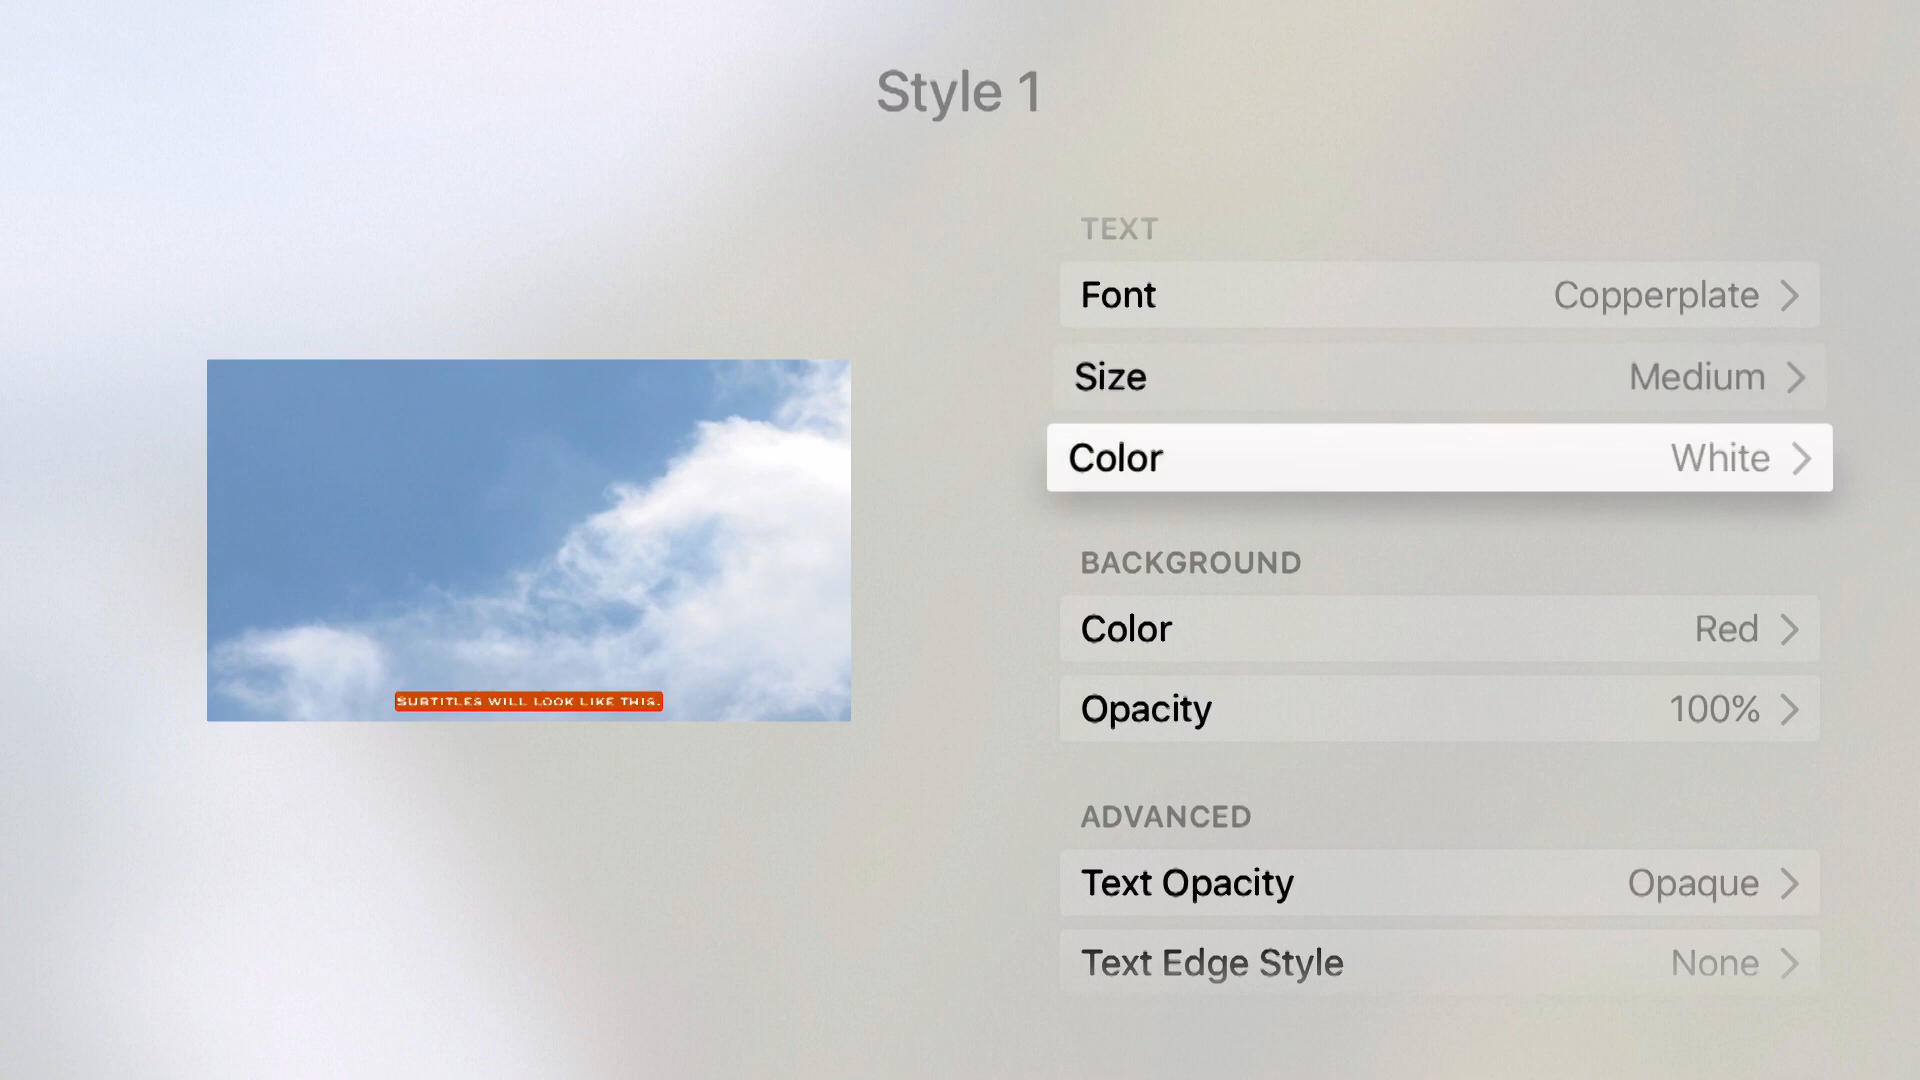 Style 1
TEXT
Font Copperplate
Size Medium
Color White
BACKGROUND
Color Red
Opacity 100%
ADVANCED
Text Opacity Opaque
Text Edge Style None
SUBTITLES WILL LOOK LIKE THIS.